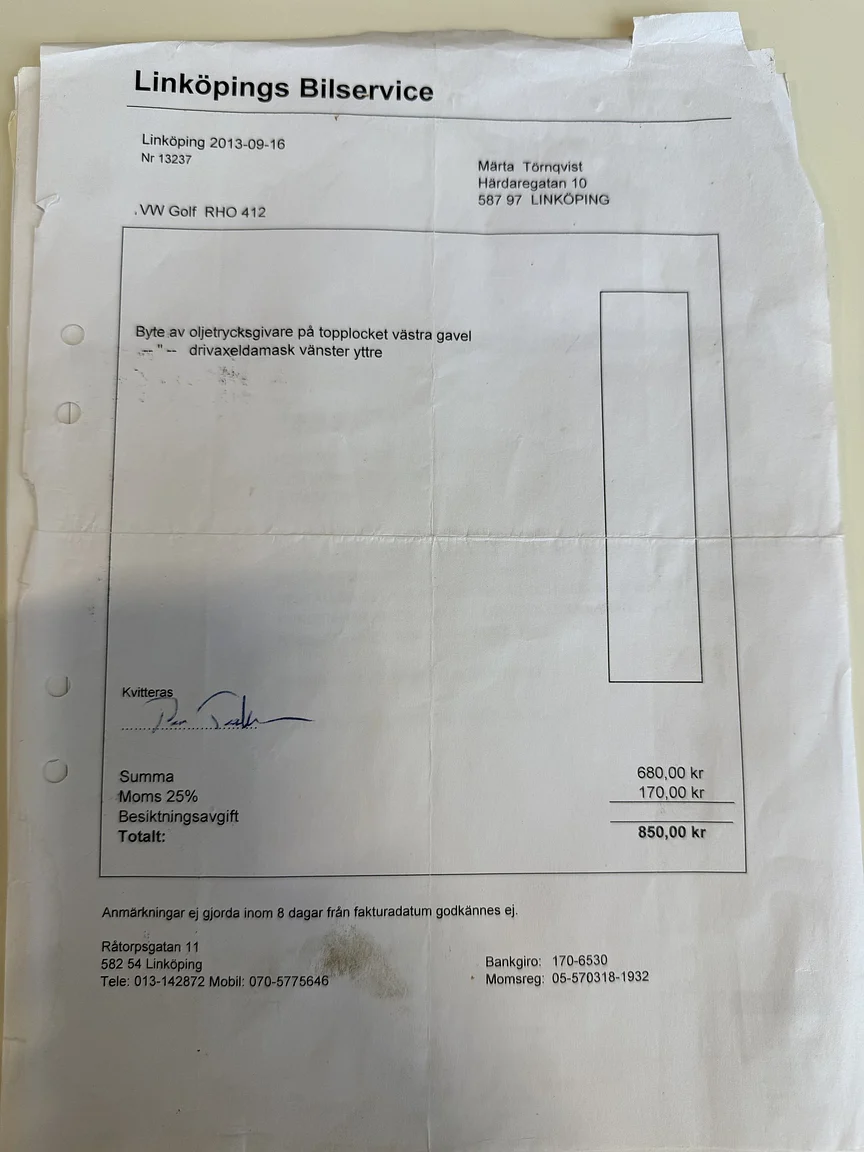 Linköpings Bilservice
Linköping 2013-09-16
Nr 13237
Märta Törnqvist
Härdaregatan 10
587 97 LINKÖPING
VW Golf RHO 412
Byte av oljetrycksgivare på topplocket västra gavel
--"-- drivaxeldamask vänster yttre
Kvitteras
Summa 680,00 kr
Moms 25% 170,00 kr
Besiktningsavgift
Totalt: 850,00 kr
Anmärkningar ej gjorda inom 8 dagar från fakturadatum godkännes ej.
Råtorpsgatan 11
582 54 Linköping
Tele: 013-142872 Mobil: 070-5775646
Bankgiro: 170-6530
Momsreg: 05-570318-1932